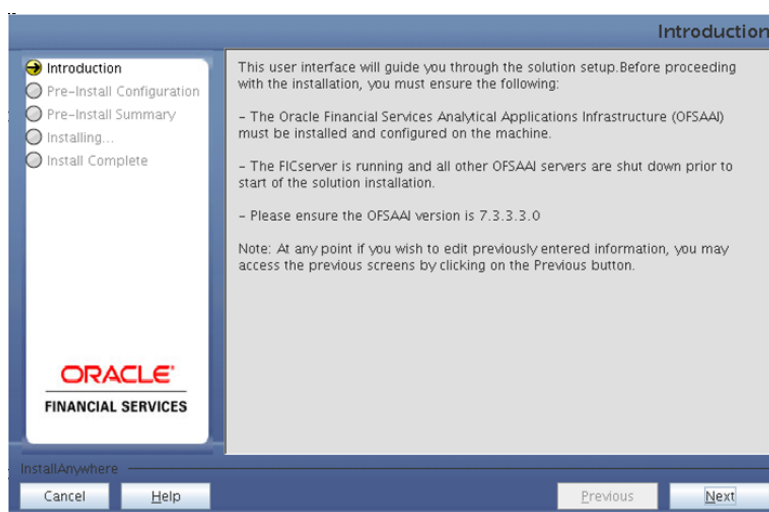 Introduction
Introduction
Pre-Install Configuration
Pre-Install Summary
Installing...
Install Complete
ORACLE
FINANCIAL SERVICES
This user interface will guide you through the solution setup.Before proceeding
with the installation, you must ensure the following:
- The Oracle Financial Services Analytical Applications Infrastructure (OFSAAI)
must be installed and configured on the machine.
- The FICserver is running and all other OFSAAI servers are shut down prior to
start of the solution installation.
- Please ensure the OFSAAI version is 7.3.3.3.0
Note: At any point if you wish to edit previously entered information, you may
access the previous screens by clicking on the Previous button.
InstallAnywhere
Cancel
Help
Previous
Next